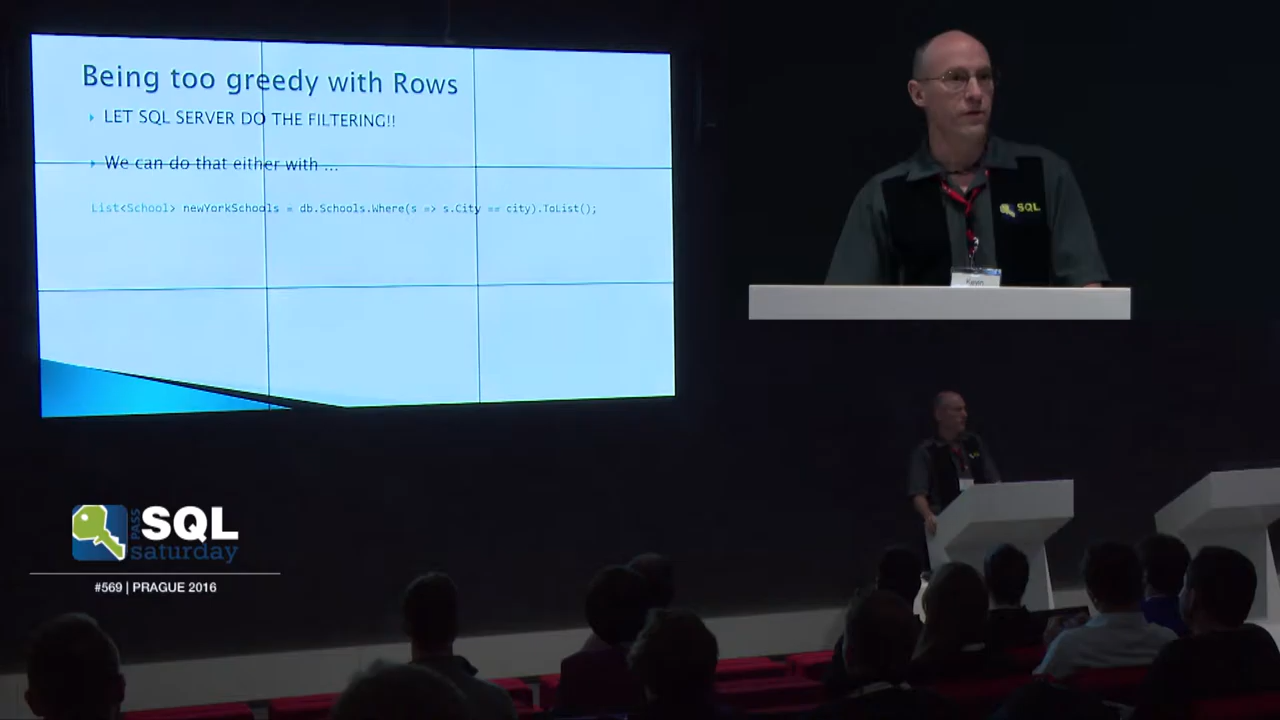 Being too greedy with Rows
LET SQL SERVER DO THE FILTERING!!
We can do that either with …
List<School> newYorkSchools = db.Schools.Where(s => s.City == city).ToList();
SQL
Kevin
PASS
SQL
saturday
#569 | PRAGUE 2016